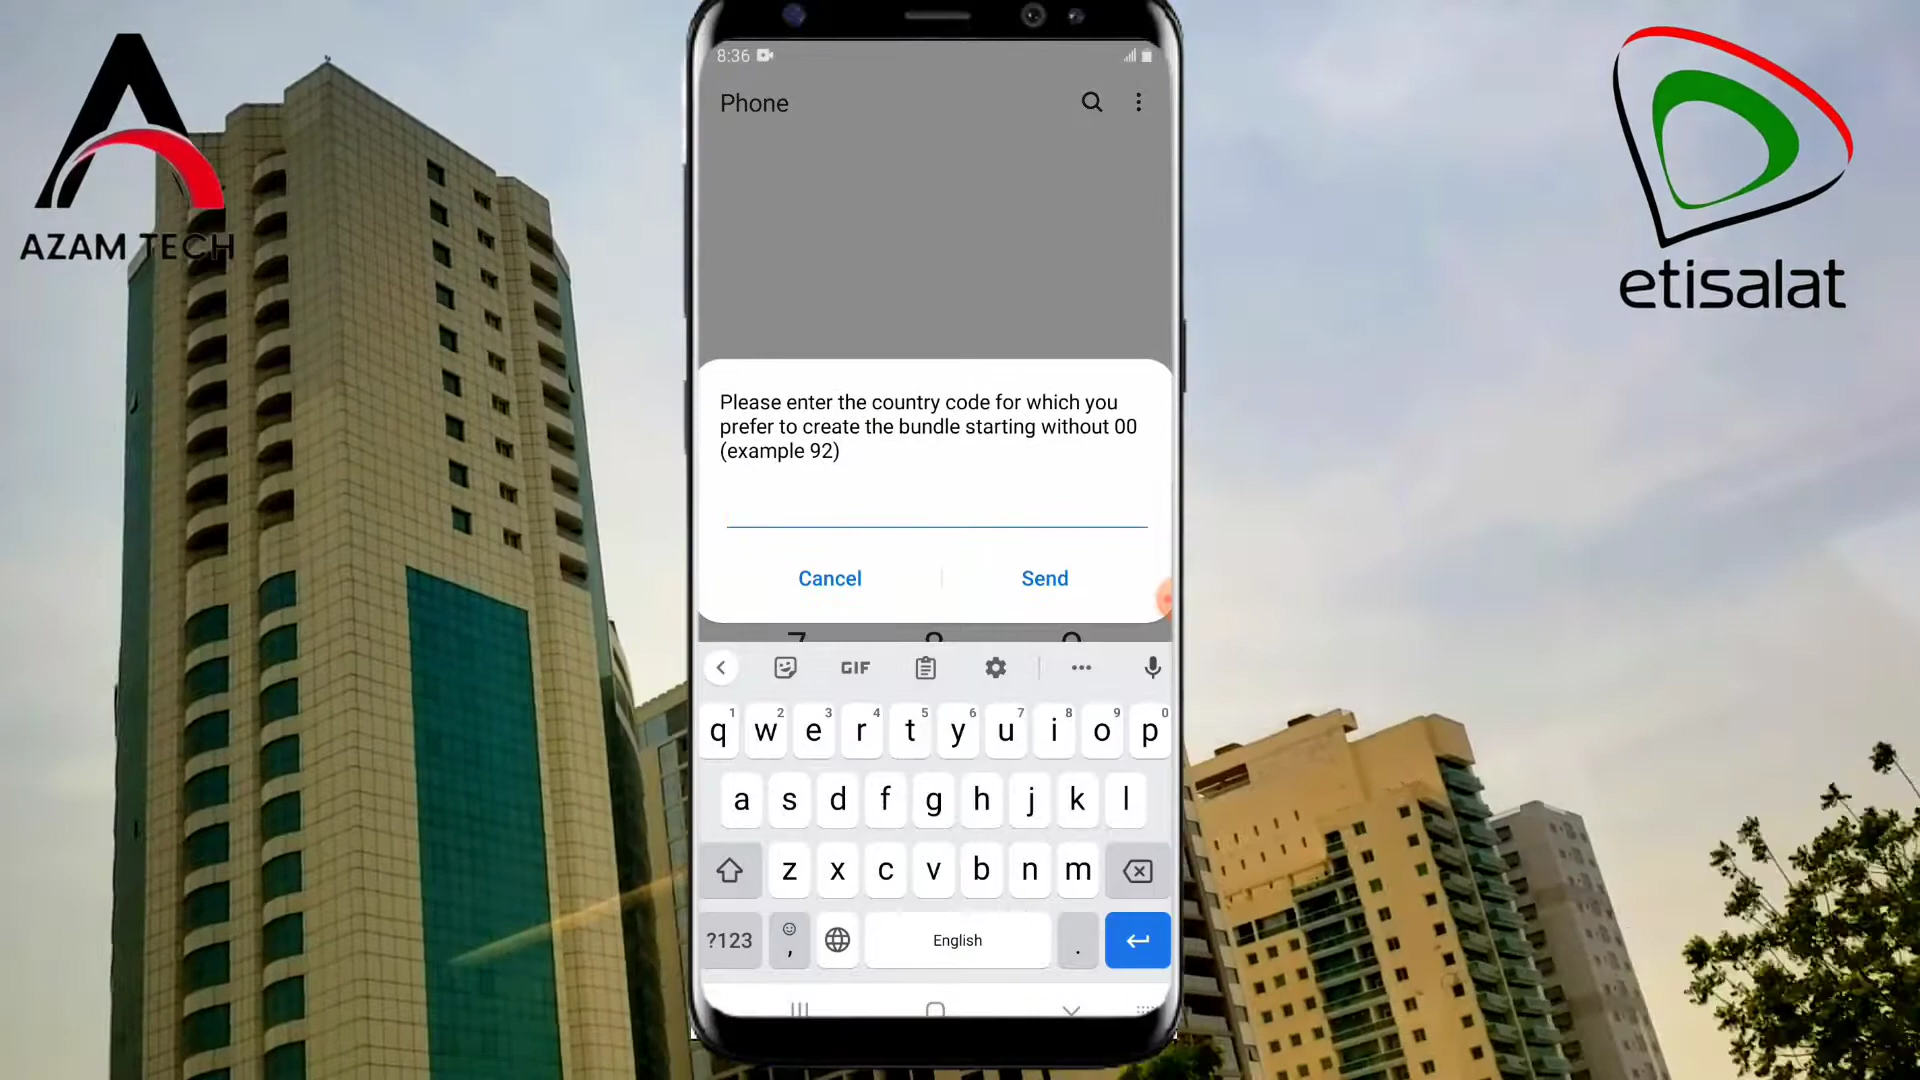 AZAM TECH
etisalat
8:36
Phone
Please enter the country code for which you
prefer to create the bundle starting without 00
(example 92)
Cancel
Send
GIF
1 2 3 4 5 6 7 8 9 0
q w e r t y u i o p
a s d f g h j k l
z x c v b n m
?123 , English .